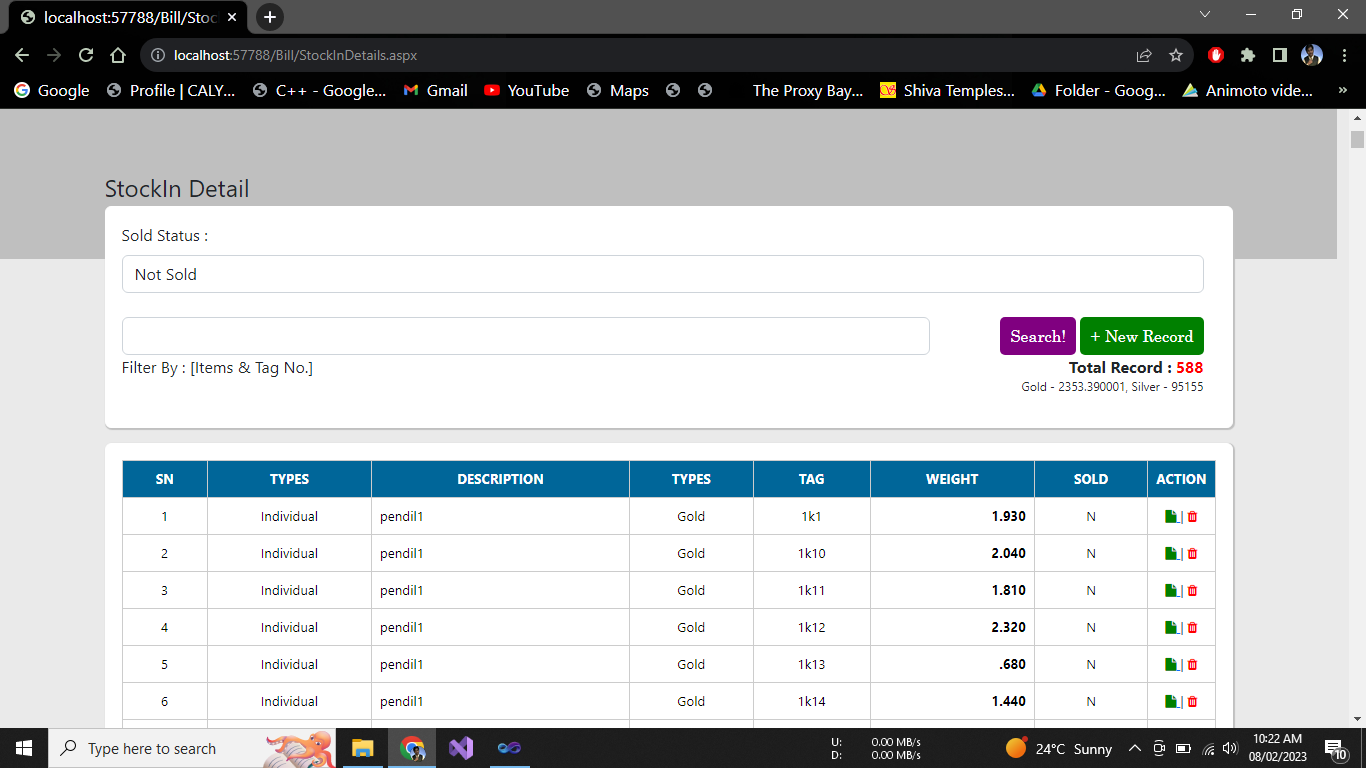 localhost:57788/Bill/Stoc
localhost:57788/Bill/StockInDetails.aspx
Google Profile | CALY... C++ - Google... Gmail YouTube Maps The Proxy Bay... Shiva Temples... Folder - Goog... Animoto vide... »
StockIn Detail
Sold Status :
Not Sold
Search! + New Record
Filter By : [Items & Tag No.] Total Record : 588
Gold - 2353.390001, Silver - 95155
SN TYPES DESCRIPTION TYPES TAG WEIGHT SOLD ACTION
1 Individual pendil1 Gold 1k1 1.930 N |
2 Individual pendil1 Gold 1k10 2.040 N |
3 Individual pendil1 Gold 1k11 1.810 N |
4 Individual pendil1 Gold 1k12 2.320 N |
5 Individual pendil1 Gold 1k13 .680 N |
6 Individual pendil1 Gold 1k14 1.440 N |
Type here to search
U: 0.00 MB/s
D: 0.00 MB/s
24°C Sunny
10:22 AM
08/02/2023
10